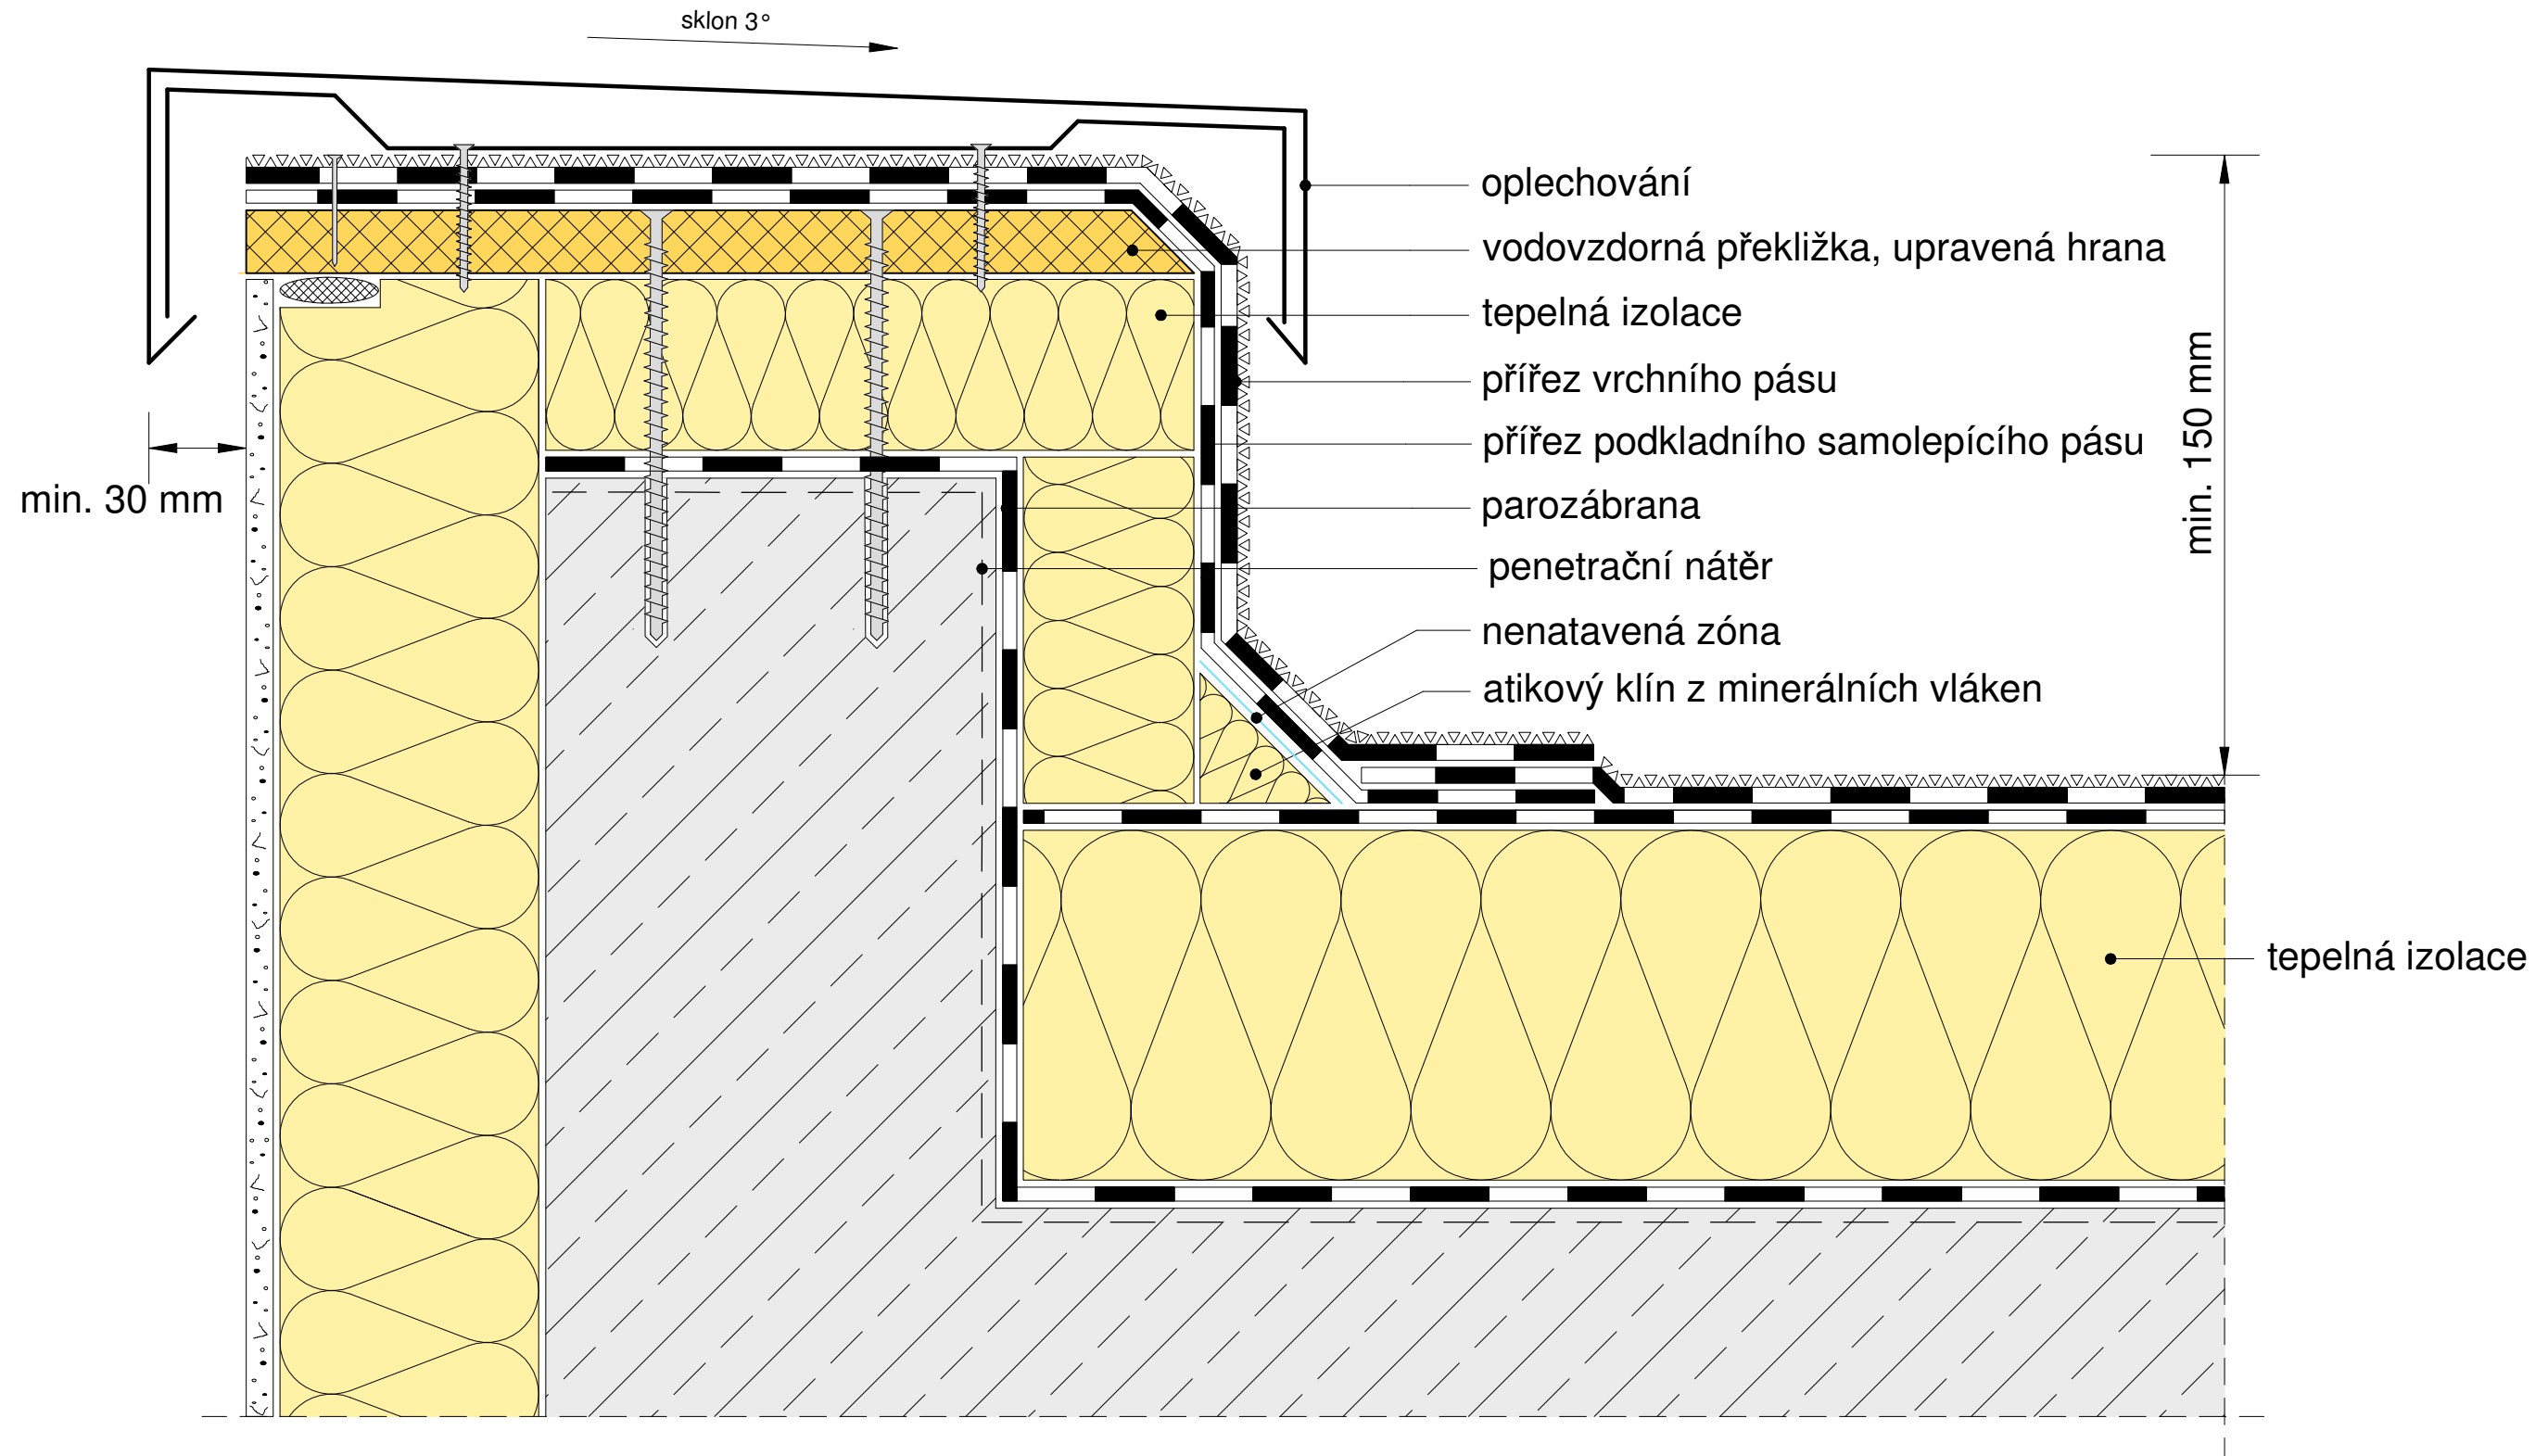 sklon 3°
oplechování
vodovzdorná překližka, upravená hrana
tepelná izolace
přířez vrchního pásu
přířez podkladního samolepícího pásu
min. 150 mm
min. 30 mm
parozábrana
penetrační nátěr
nenatavená zóna
atikový klín z minerálních vláken
tepelná izolace